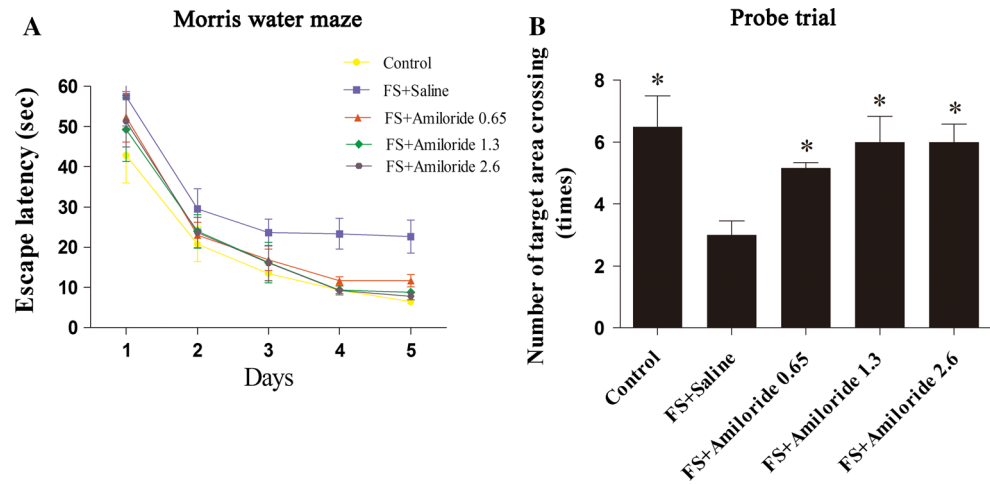 A
Morris water maze
Escape latency (sec)
60
50
40
30
20
10
0
1 2 3 4 5
Days
Control
FS+Saline
FS+Amiloride 0.65
FS+Amiloride 1.3
FS+Amiloride 2.6
B
Probe trial
Number of target area crossing
(times)
8
6
4
2
0
*
*
*
*
Control
FS+Saline
FS+Amiloride 0.65
FS+Amiloride 1.3
FS+Amiloride 2.6